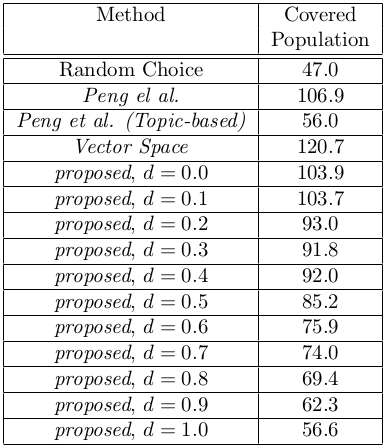 Method Covered
Population
Random Choice 47.0
Peng el al. 106.9
Peng et al. (Topic-based) 56.0
Vector Space 120.7
proposed, d = 0.0 103.9
proposed, d = 0.1 103.7
proposed, d = 0.2 93.0
proposed, d = 0.3 91.8
proposed, d = 0.4 92.0
proposed, d = 0.5 85.2
proposed, d = 0.6 75.9
proposed, d = 0.7 74.0
proposed, d = 0.8 69.4
proposed, d = 0.9 62.3
proposed, d = 1.0 56.6